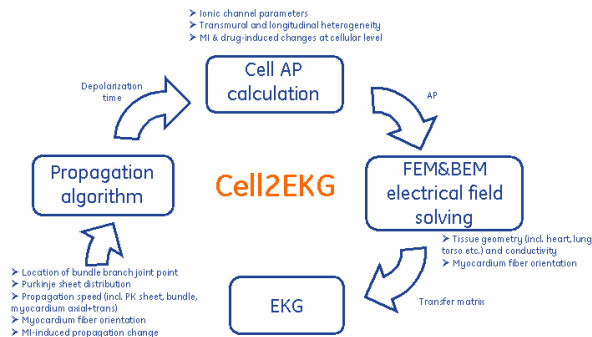 ➤ Ionic channel parameters
➤ Transmural and longitudinal heterogeneity
➤ MI & drug-induced changes at cellular level
Cell AP
calculation
Depolarization
time
AP
Propagation
algorithm
Cell2EKG
FEM&BEM
electrical field
solving
➤ Tissue geometry (incl. heart, lung
torso etc.) and conductivity
➤ Myocardium fiber orientation
➤ Location of bundle branch joint point
➤ Purkinje sheet distribution
➤ Propagation speed (incl. PK sheet, bundle,
myocardium axial+trans)
➤ Myocardium fiber orientation
➤ MI-induced propagation change
EKG
Transfer matrix